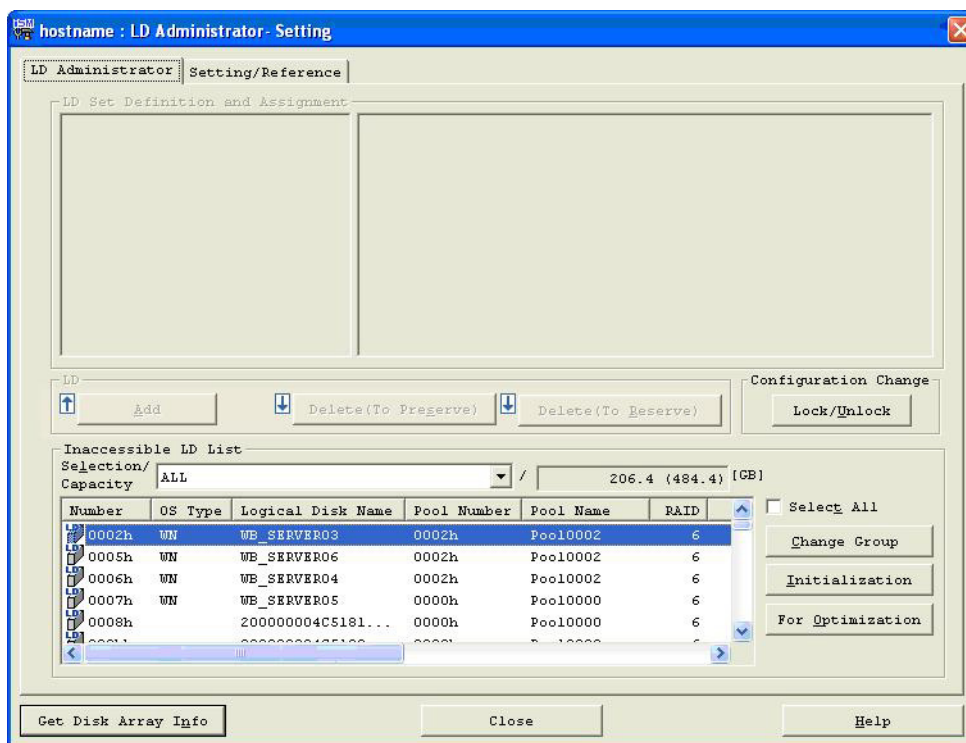 HSM hostname : LD Administrator- Setting
LD Administrator Setting/Reference
LD Set Definition and Assignment
LD
Add Delete(To Preserve) Delete(To Reserve)
Configuration Change
Lock/Unlock
Inaccessible LD List
Selection/
Capacity
ALL / 206.4 (484.4) [GB]
Number OS Type Logical Disk Name Pool Number Pool Name RAID
0002h WN WB_SERVER03 0002h Pool0002 6
0005h WN WB_SERVER06 0002h Pool0002 6
0006h WN WB_SERVER04 0002h Pool0002 6
0007h WN WB_SERVER05 0000h Pool0000 6
0008h 200000004C5181... 0000h Pool0000 6
Select All
Change Group
Initialization
For Optimization
Get Disk Array Info Close Help